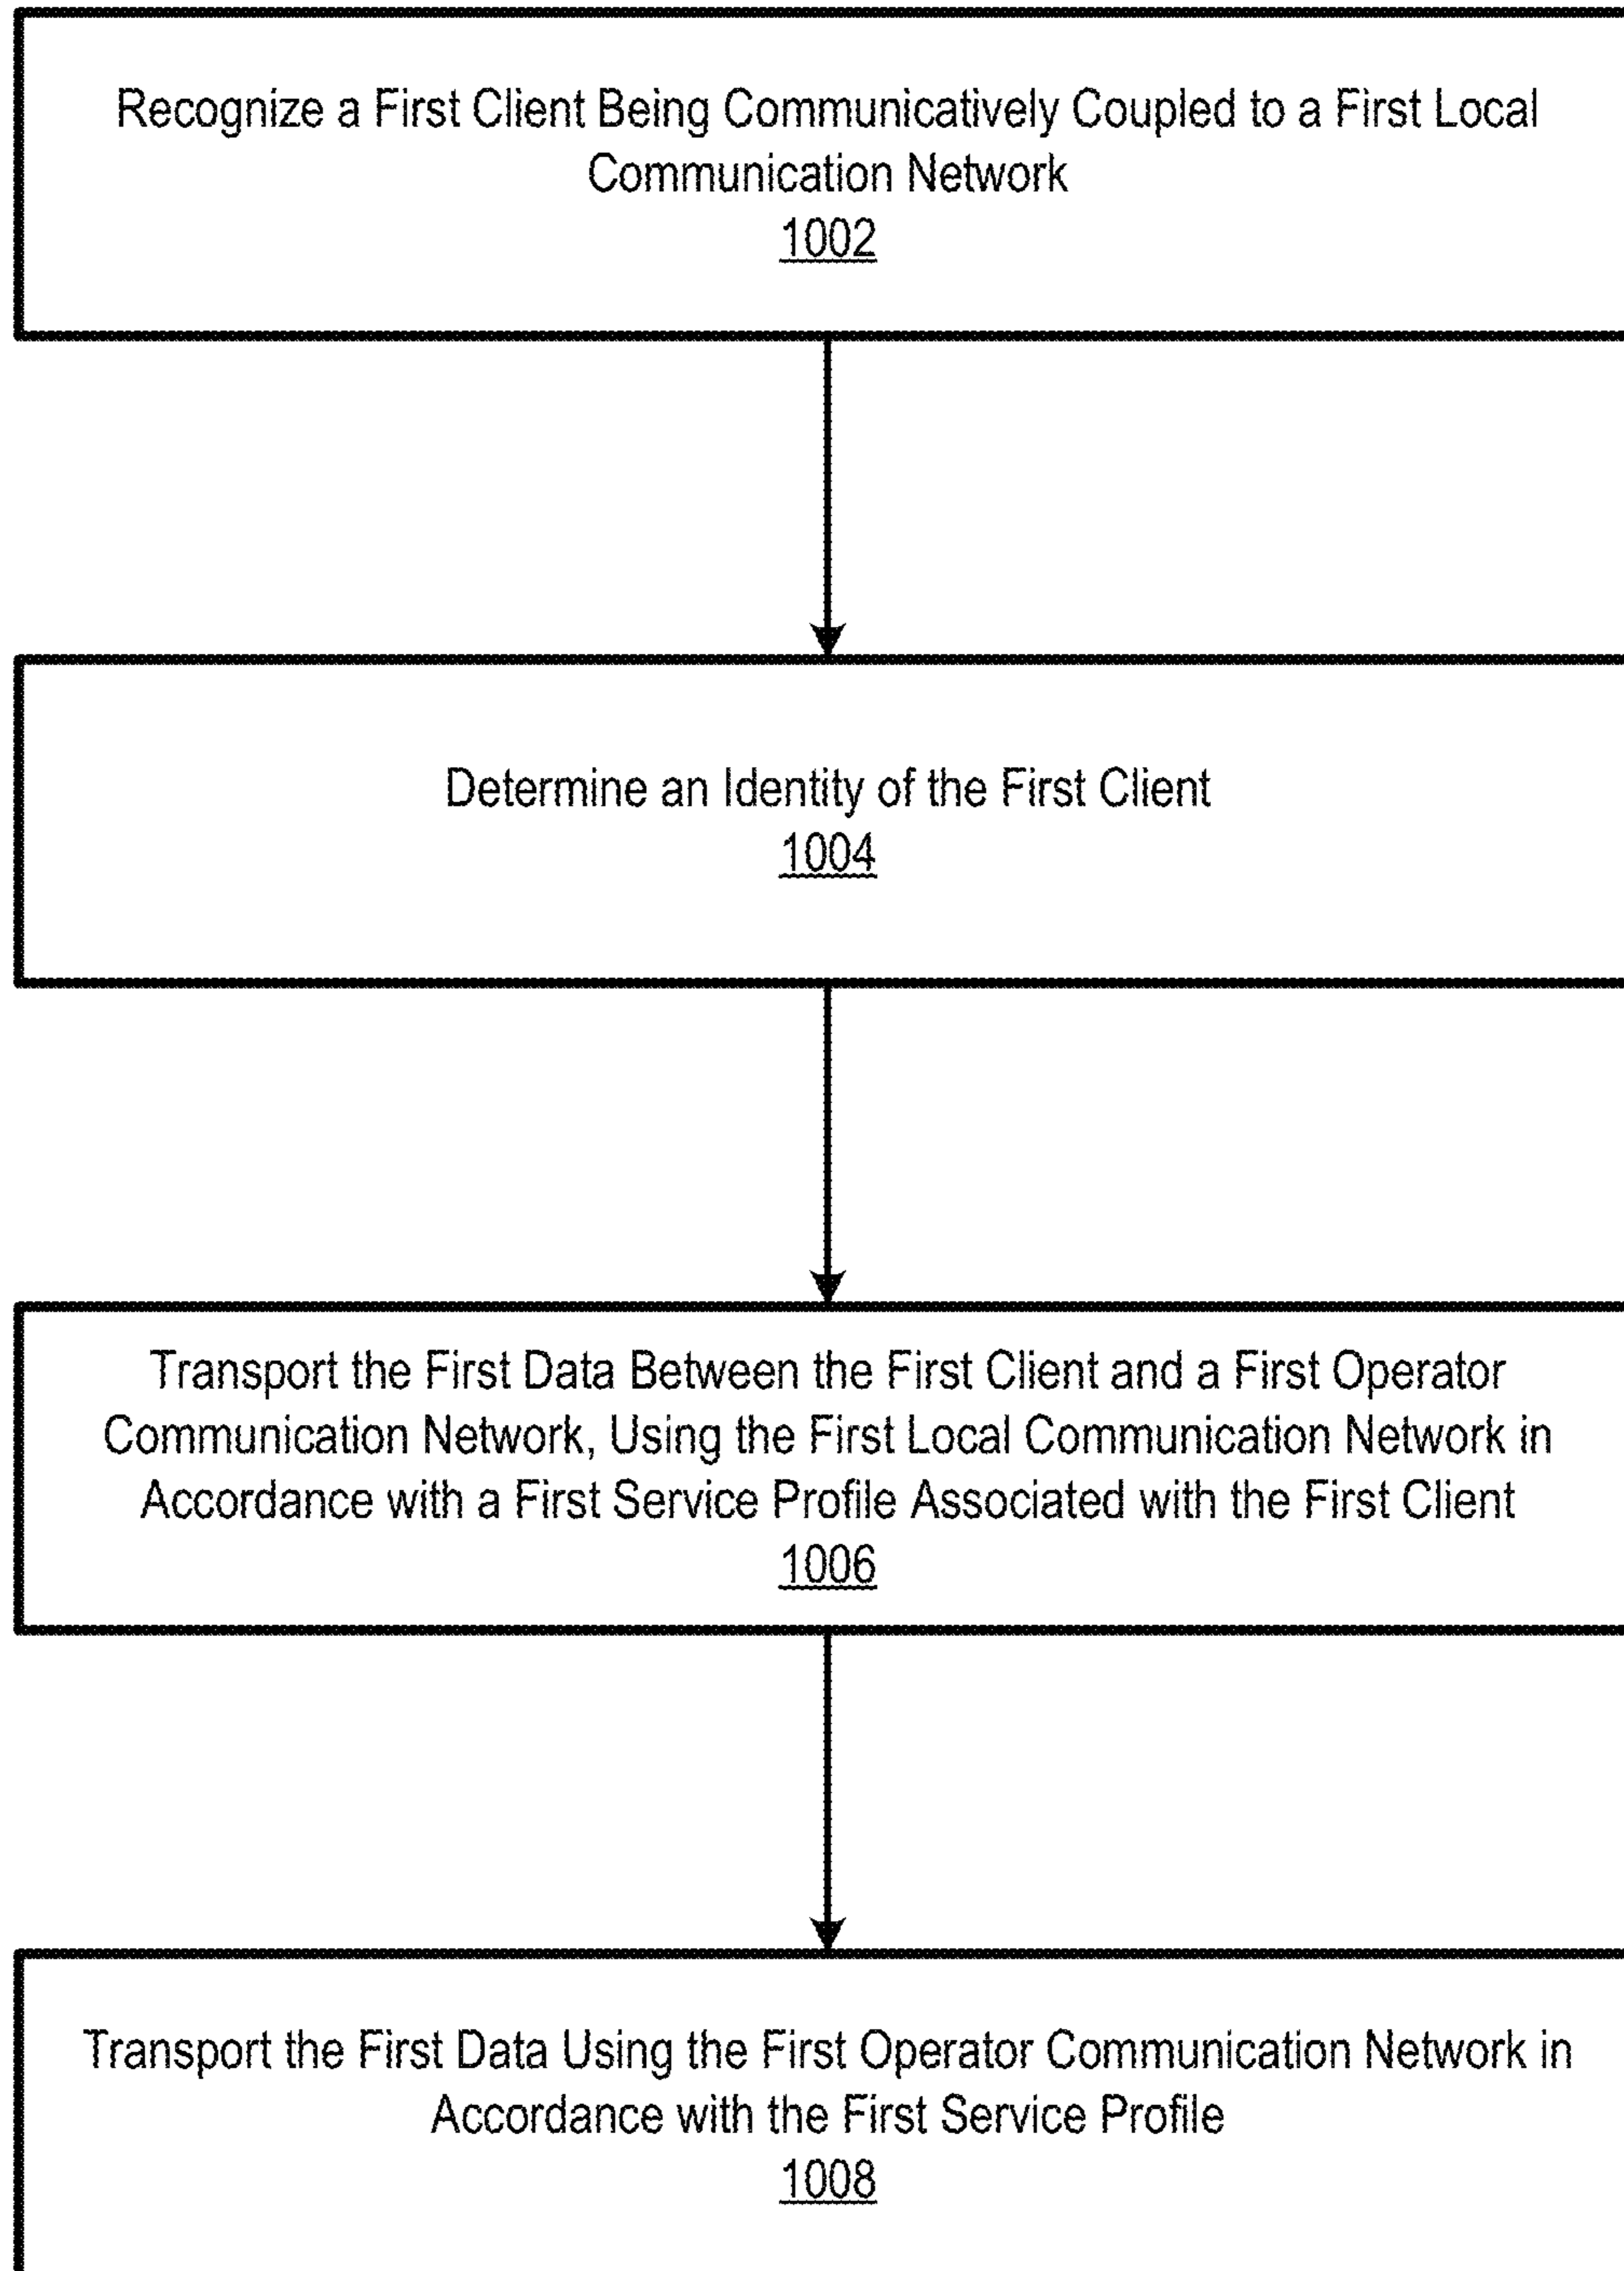 Recognize a First Client Being Communicatively Coupled to a First Local
Communication Network
1002
Determine an Identity of the First Client
1004
Transport the First Data Between the First Client and a First Operator
Communication Network, Using the First Local Communication Network in
Accordance with a First Service Profile Associated with the First Client
1006
Transport the First Data Using the First Operator Communication Network in
Accordance with the First Service Profile
1008